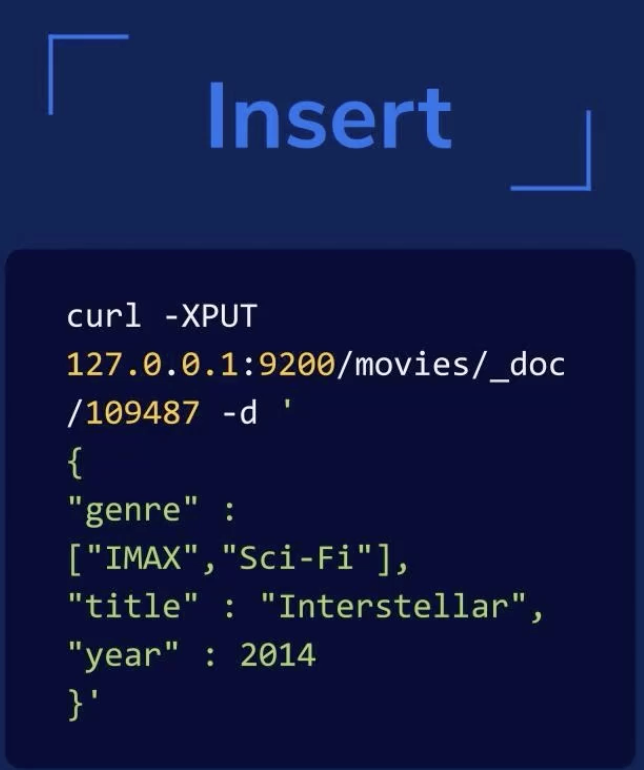 Insert
curl -XPUT
127.0.0.1:9200/movies/_doc
/109487 -d '
{
"genre" :
["IMAX","Sci-Fi"],
"title" : "Interstellar",
"year" : 2014
}'